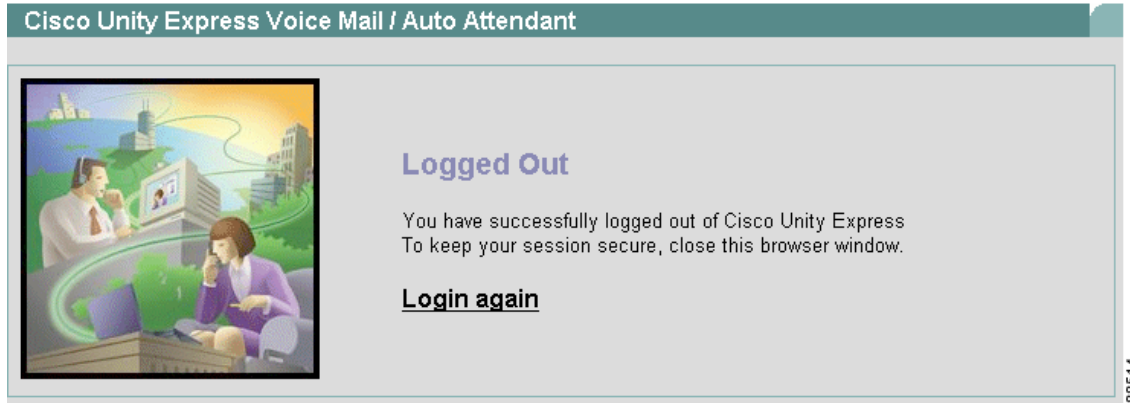 Cisco Unity Express Voice Mail / Auto Attendant
Logged Out
You have successfully logged out of Cisco Unity Express
To keep your session secure, close this browser window.
Login again